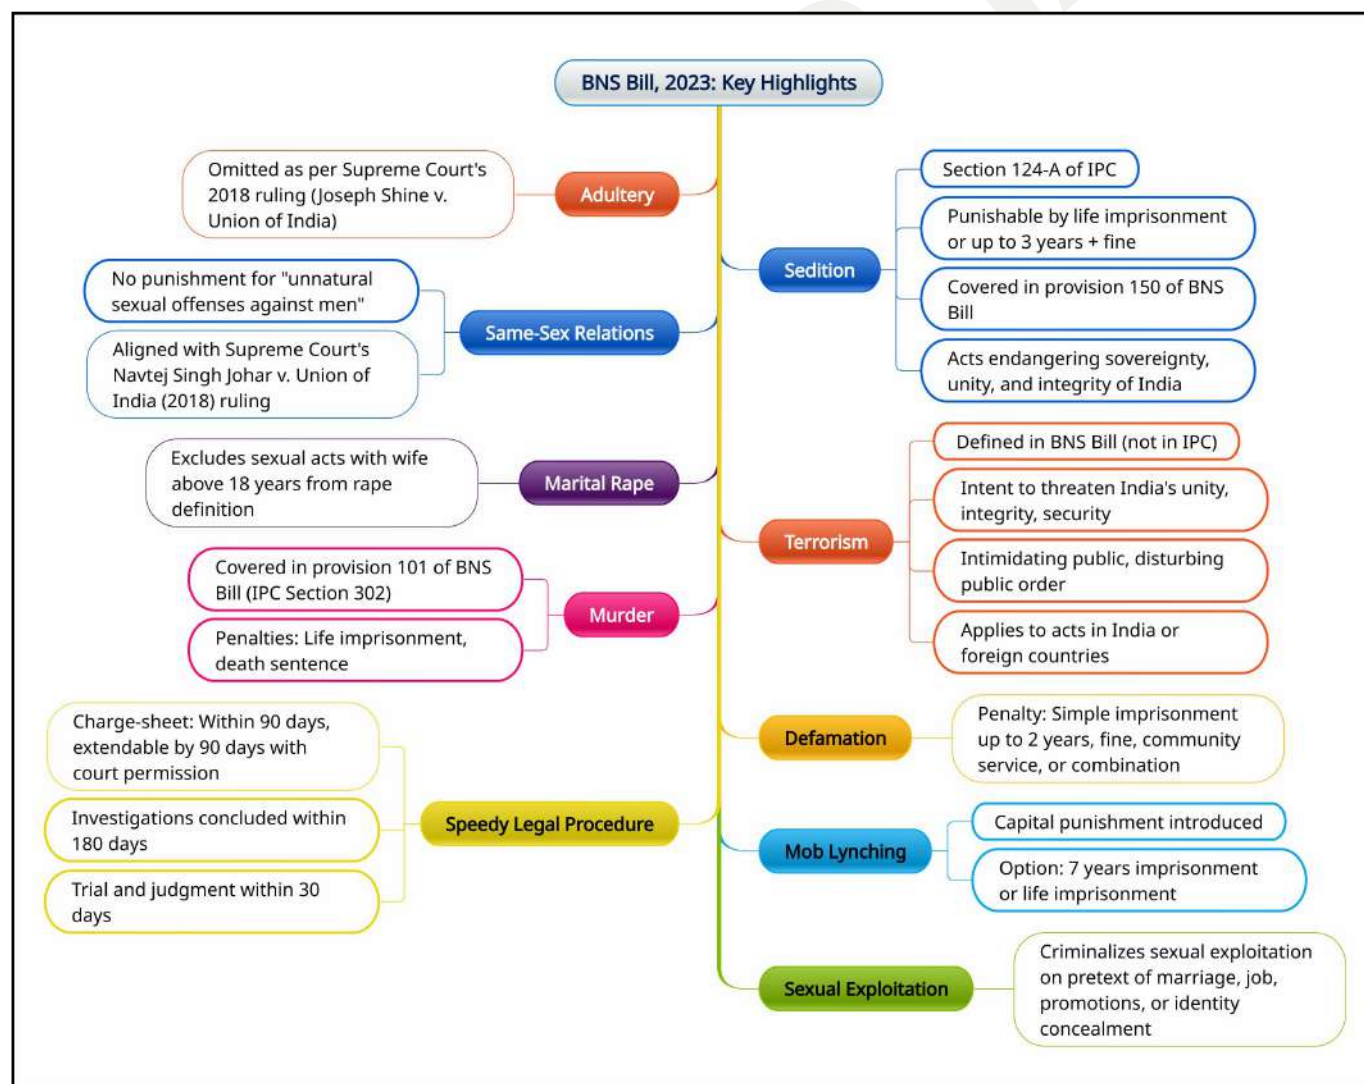 BNS Bill, 2023: Key Highlights
Omitted as per Supreme Court's
2018 ruling (Joseph Shine v.
Union of India)
Adultery
No punishment for "unnatural
sexual offenses against men"
Aligned with Supreme Court's
Navtej Singh Johar v. Union of
India (2018) ruling
Same-Sex Relations
Excludes sexual acts with wife
above 18 years from rape
definition
Marital Rape
Covered in provision 101 of BNS
Bill (IPC Section 302)
Penalties: Life imprisonment,
death sentence
Murder
Charge-sheet: Within 90 days,
extendable by 90 days with
court permission
Investigations concluded within
180 days
Trial and judgment within 30
days
Speedy Legal Procedure
Sedition
Section 124-A of IPC
Punishable by life imprisonment
or up to 3 years + fine
Covered in provision 150 of BNS
Bill
Acts endangering sovereignty,
unity, and integrity of India
Terrorism
Defined in BNS Bill (not in IPC)
Intent to threaten India's unity,
integrity, security
Intimidating public, disturbing
public order
Applies to acts in India or
foreign countries
Defamation
Penalty: Simple imprisonment
up to 2 years, fine, community
service, or combination
Mob Lynching
Capital punishment introduced
Option: 7 years imprisonment
or life imprisonment
Sexual Exploitation
Criminalizes sexual exploitation
on pretext of marriage, job,
promotions, or identity
concealment